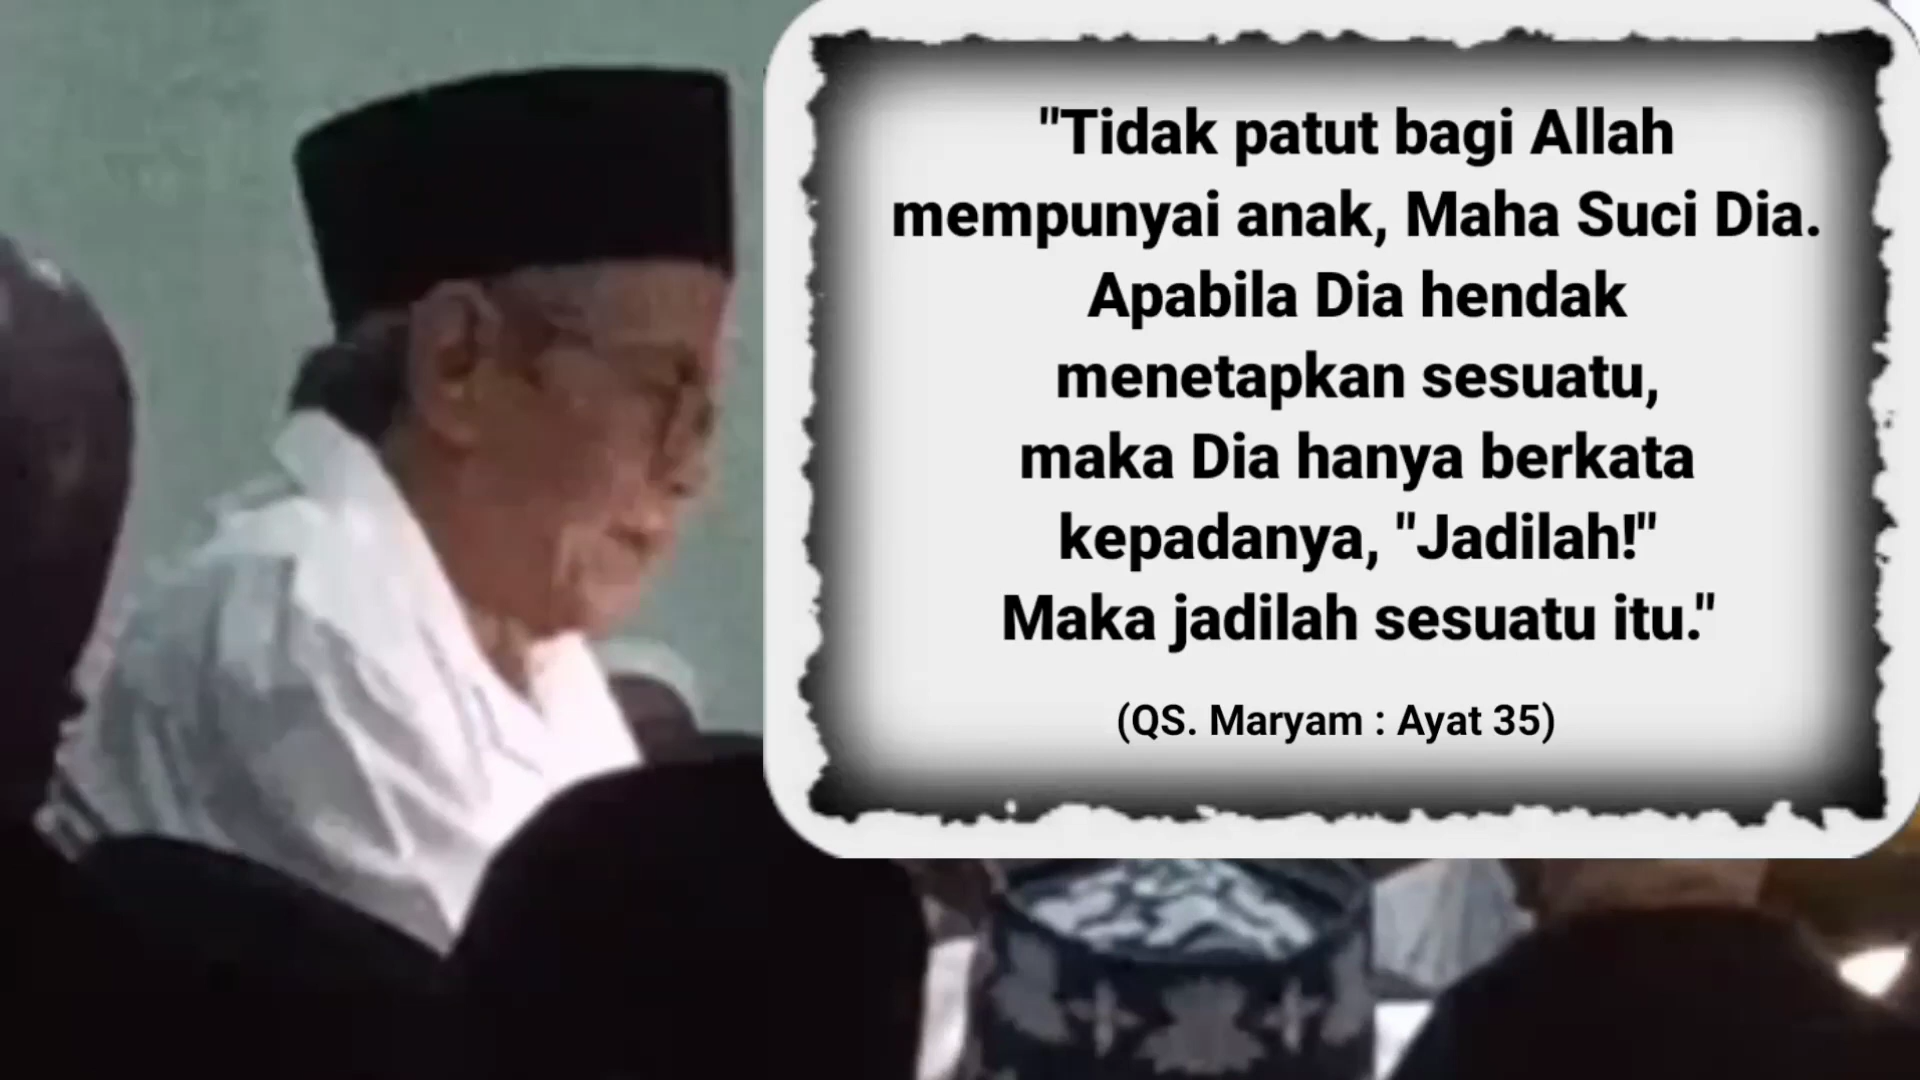 "Tidak patut bagi Allah
mempunyai anak, Maha Suci Dia.
Apabila Dia hendak
menetapkan sesuatu,
maka Dia hanya berkata
kepadanya, "Jadilah!"
Maka jadilah sesuatu itu."
(QS. Maryam : Ayat 35)